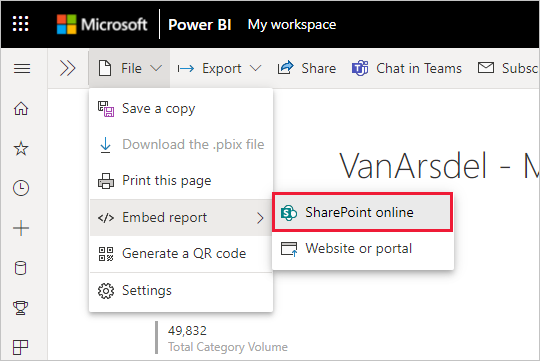 Microsoft Power BI My workspace
File Export Share Chat in Teams Subsc
Save a copy
Download the .pbix file
Print this page
VanArsdel - M
Embed report
SharePoint online
Generate a QR code
Website or portal
Settings
49,832
Total Category Volume